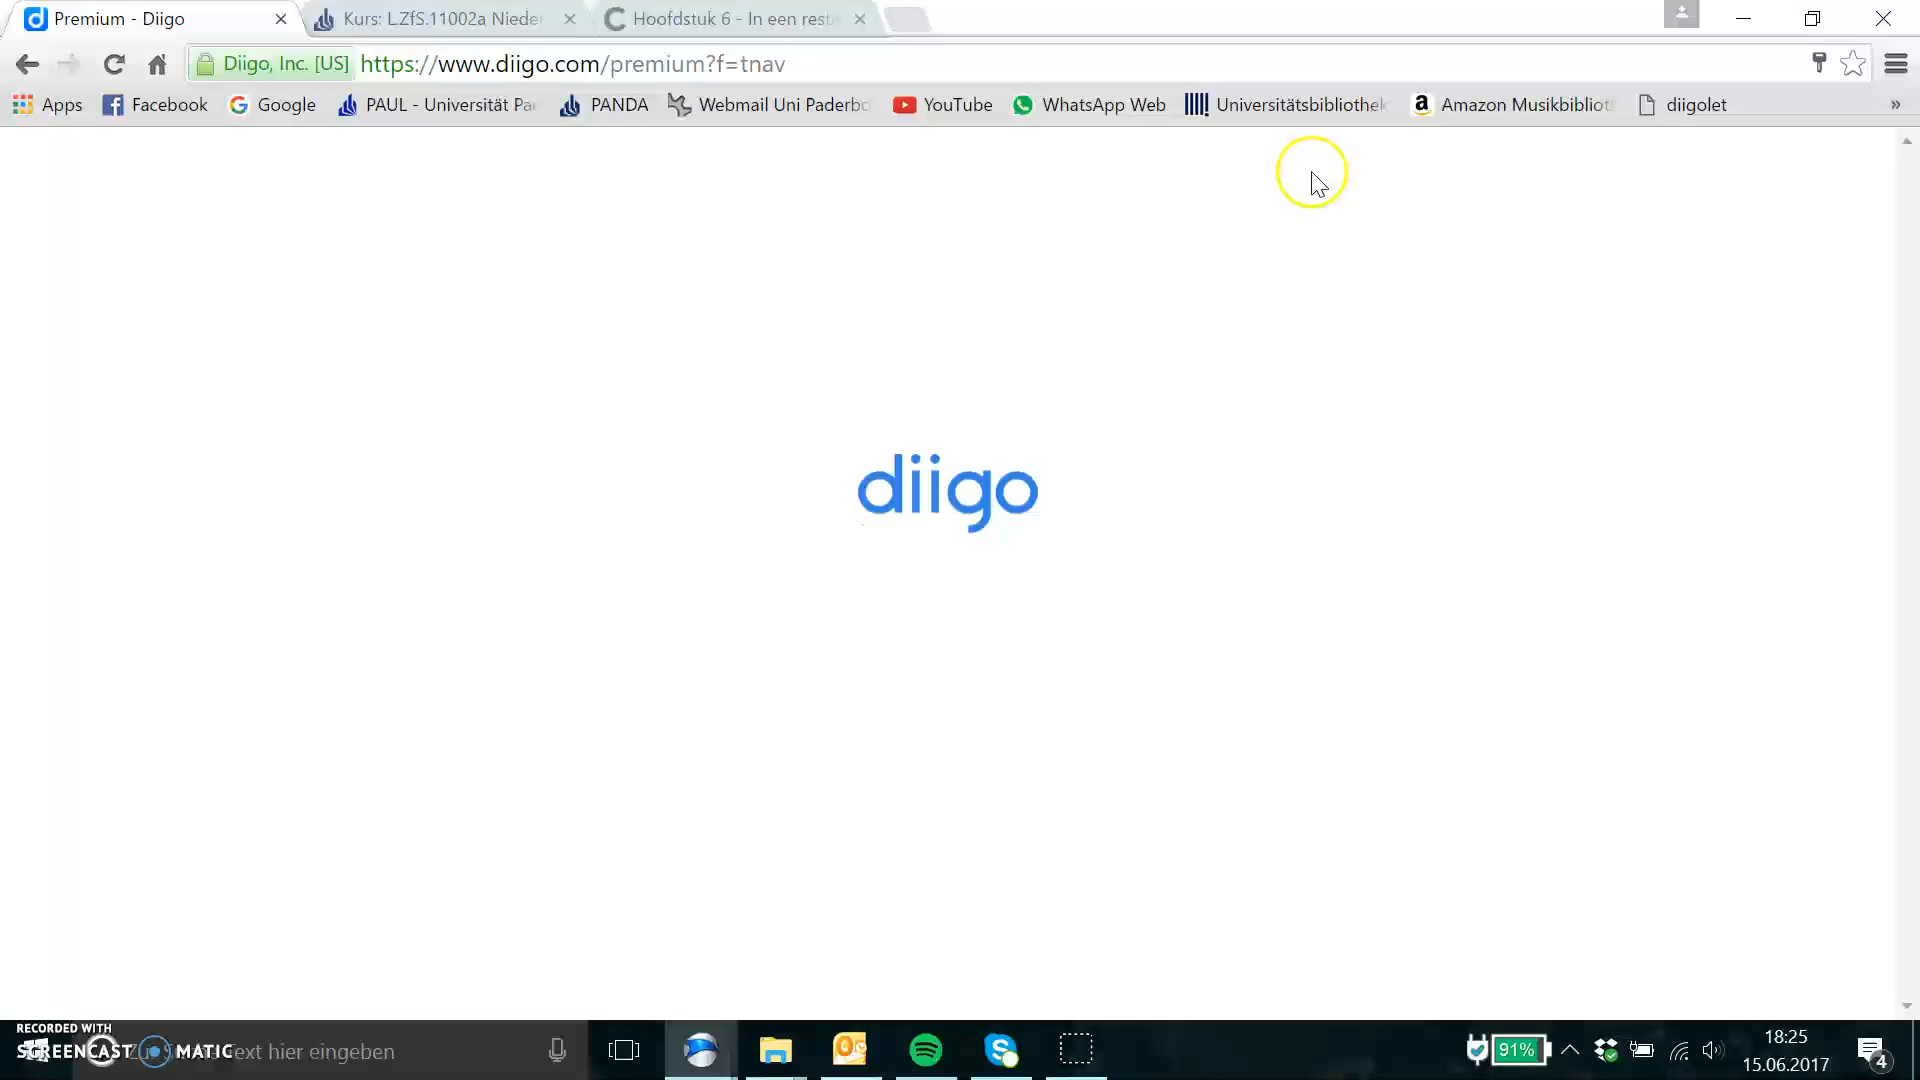 Premium - Diigo
Kurs: L.ZfS.11002a Nieder
Hoofdstuk 6 - In een rest
Diigo, Inc. [US]
https://www.diigo.com/premium?f=tnav
Apps
Facebook
Google
PAUL - Universität Pa
PANDA
Webmail Uni Paderbo
YouTube
WhatsApp Web
Universitätsbibliothek
Amazon Musikbibliot
diigolet
»
diigo
RECORDED WITH
SCREENCAST MATIC
Text hier eingeben
91%
18:25
15.06.2017
4